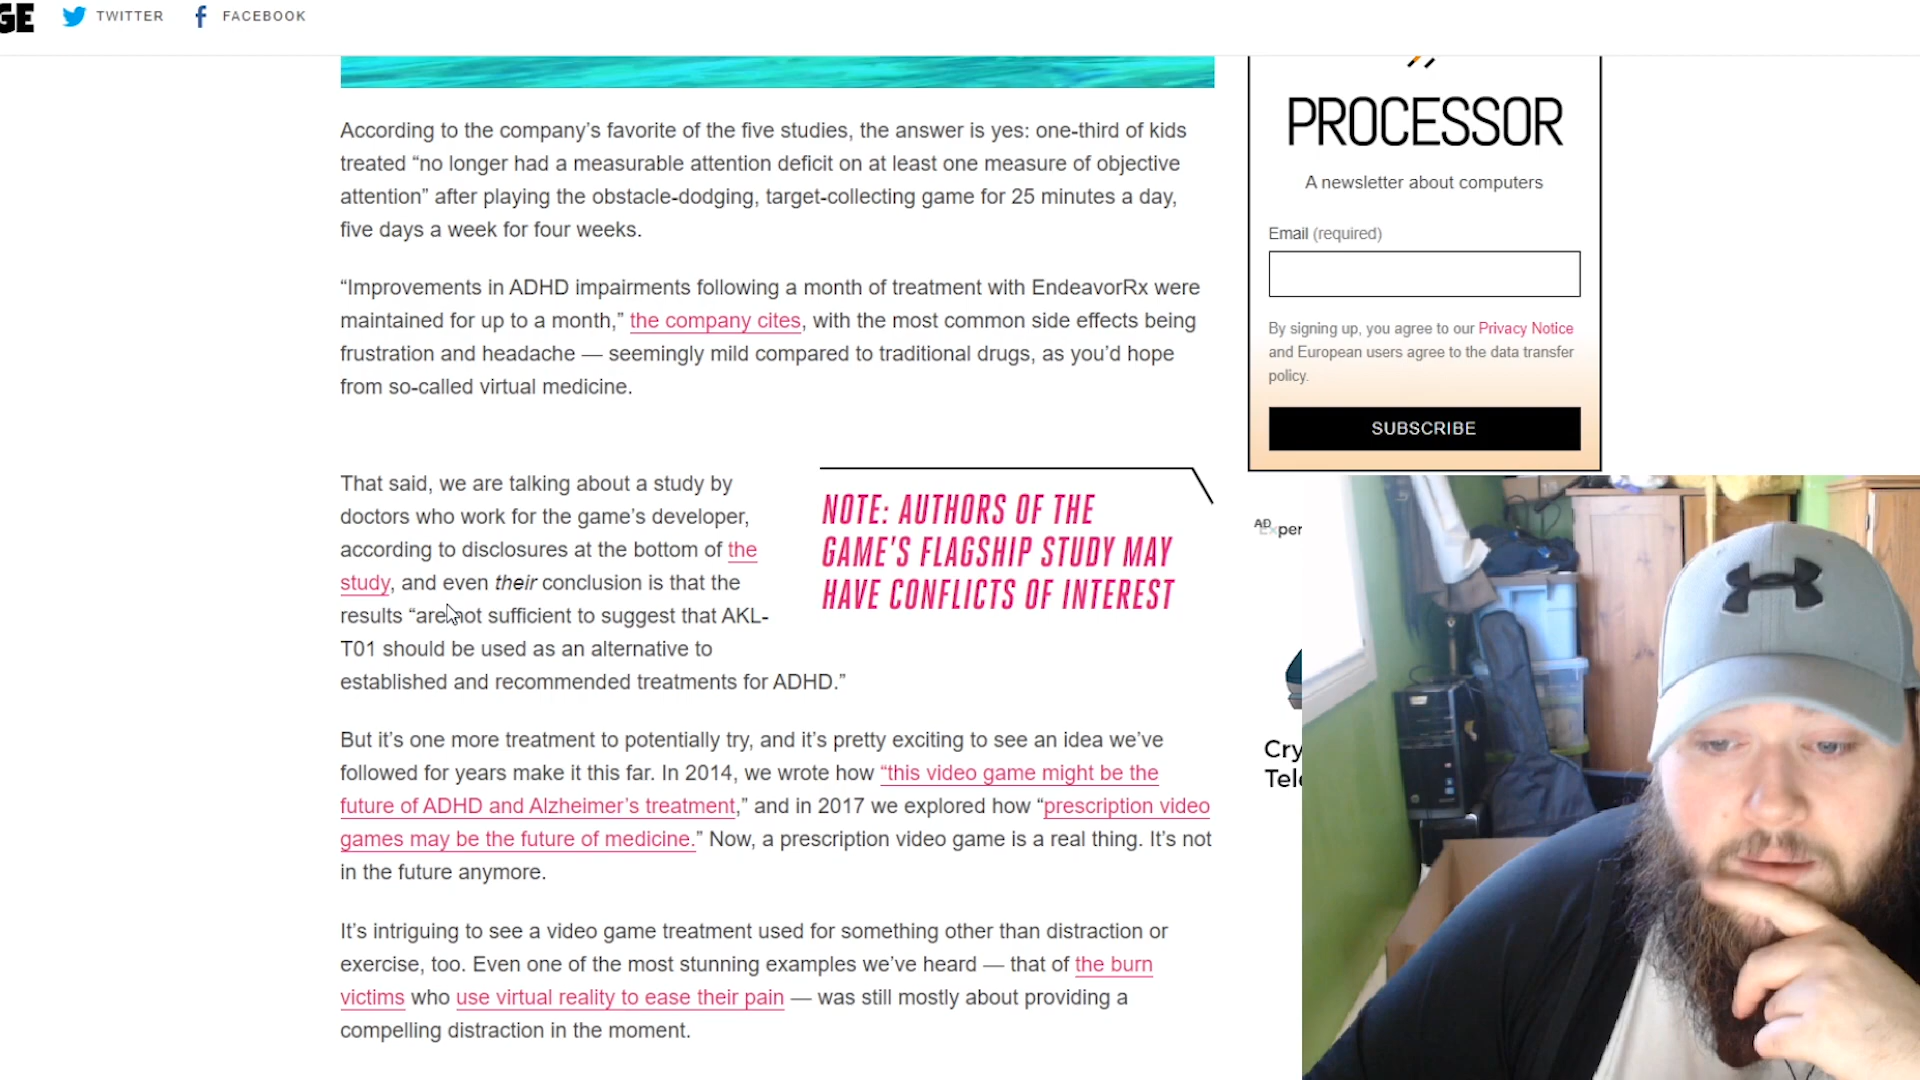 GE TWITTER FACEBOOK
According to the company’s favorite of the five studies, the answer is yes: one-third of kids
treated “no longer had a measurable attention deficit on at least one measure of objective
attention” after playing the obstacle-dodging, target-collecting game for 25 minutes a day,
five days a week for four weeks.
“Improvements in ADHD impairments following a month of treatment with EndeavorRx were
maintained for up to a month,” the company cites, with the most common side effects being
frustration and headache — seemingly mild compared to traditional drugs, as you’d hope
from so-called virtual medicine.
That said, we are talking about a study by
doctors who work for the game’s developer,
according to disclosures at the bottom of the
study, and even their conclusion is that the
results “are not sufficient to suggest that AKL-
T01 should be used as an alternative to
established and recommended treatments for ADHD.”
NOTE: AUTHORS OF THE
GAME’S FLAGSHIP STUDY MAY
HAVE CONFLICTS OF INTEREST
But it’s one more treatment to potentially try, and it’s pretty exciting to see an idea we’ve
followed for years make it this far. In 2014, we wrote how “this video game might be the
future of ADHD and Alzheimer’s treatment,” and in 2017 we explored how “prescription video
games may be the future of medicine.” Now, a prescription video game is a real thing. It’s not
in the future anymore.
It’s intriguing to see a video game treatment used for something other than distraction or
exercise, too. Even one of the most stunning examples we’ve heard — that of the burn
victims who use virtual reality to ease their pain — was still mostly about providing a
compelling distraction in the moment.
PROCESSOR
A newsletter about computers
Email (required)
By signing up, you agree to our Privacy Notice
and European users agree to the data transfer
policy.
SUBSCRIBE
AD
Exper
Cry
Tele